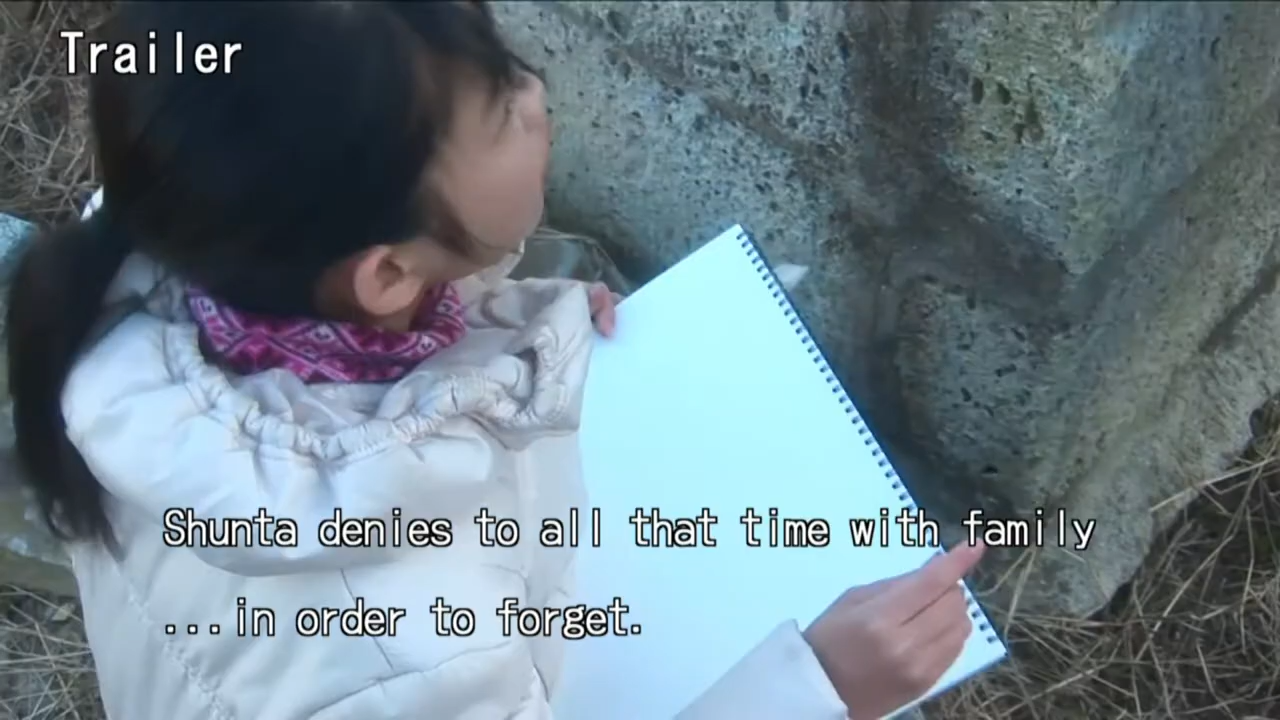 Trailer
Shunta denies to all that time with family
...in order to forget.